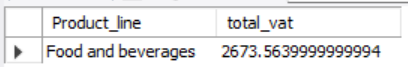 Product_line total_vat
Food and beverages 2673.5639999999994